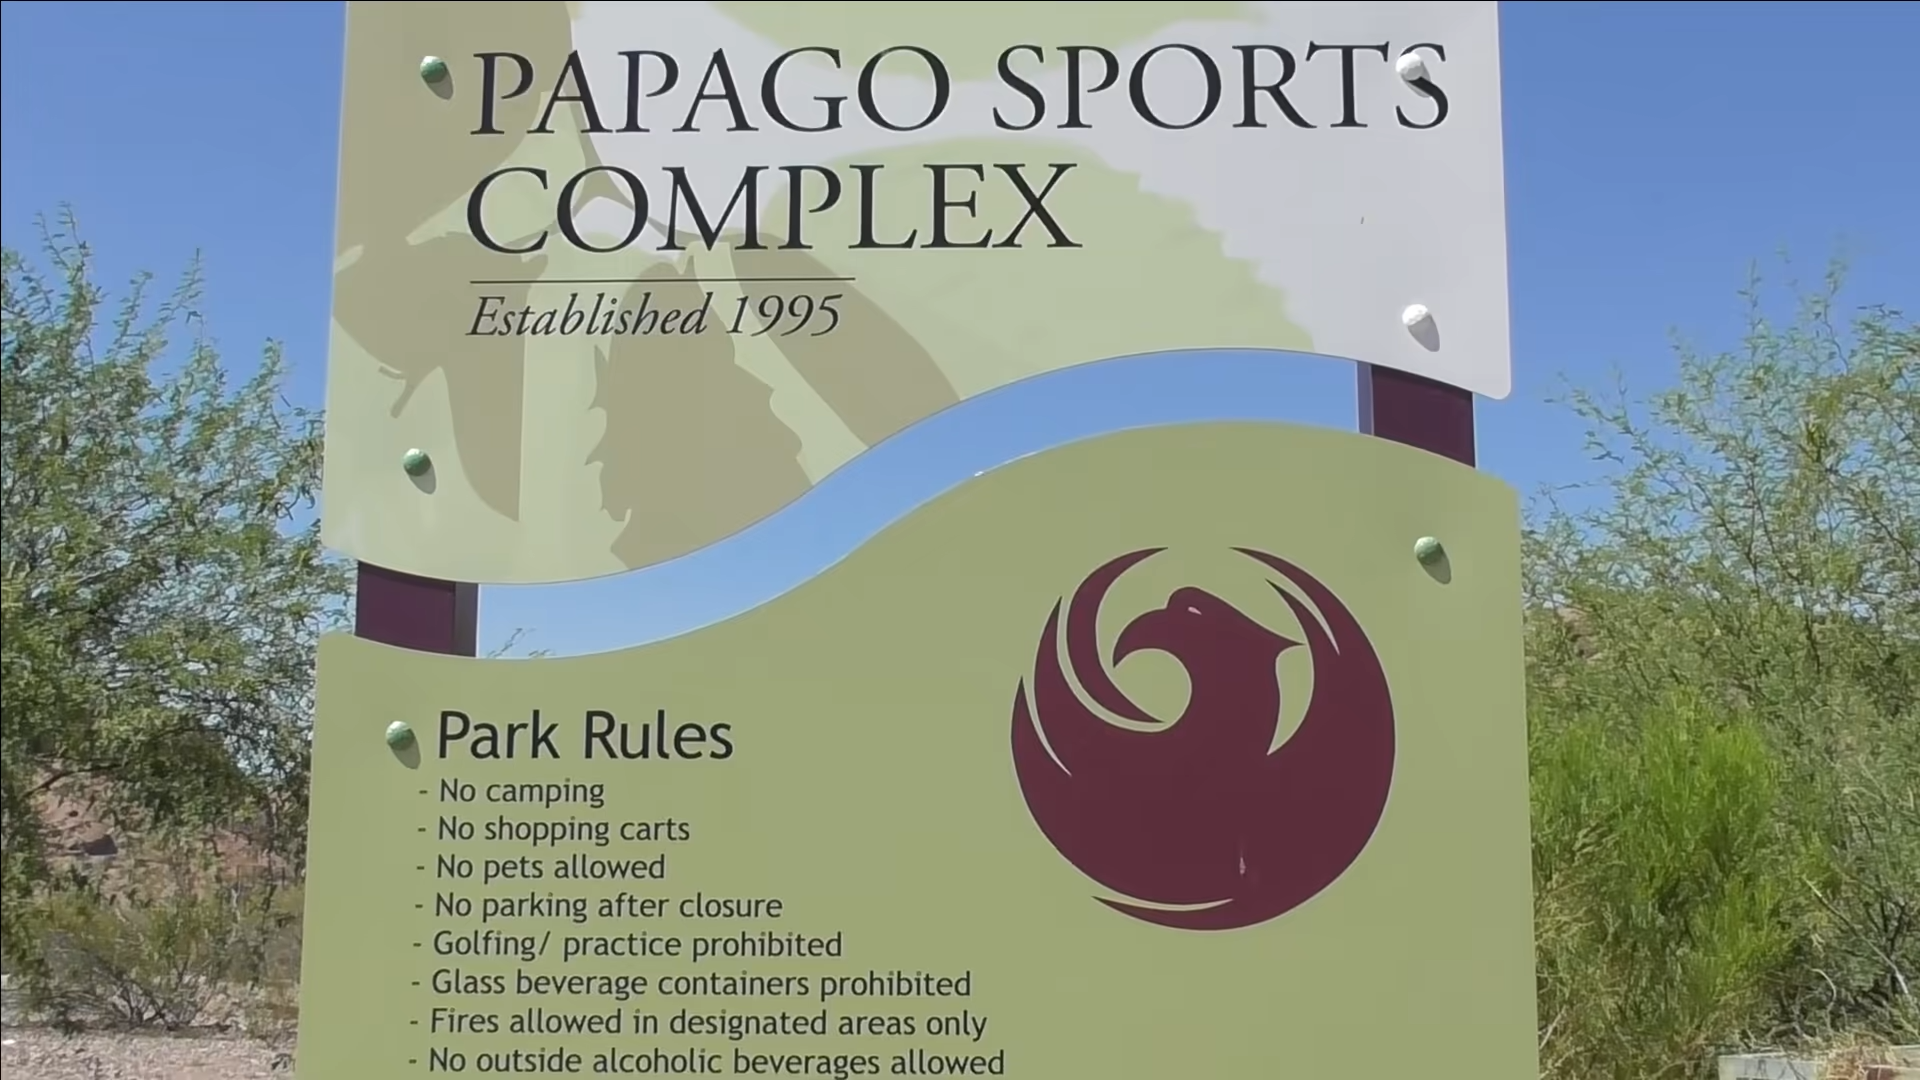 PAPAGO SPORTS
COMPLEX
Established 1995
Park Rules
- No camping
- No shopping carts
- No pets allowed
- No parking after closure
- Golfing/ practice prohibited
- Glass beverage containers prohibited
- Fires allowed in designated areas only
- No outside alcoholic beverages allowed